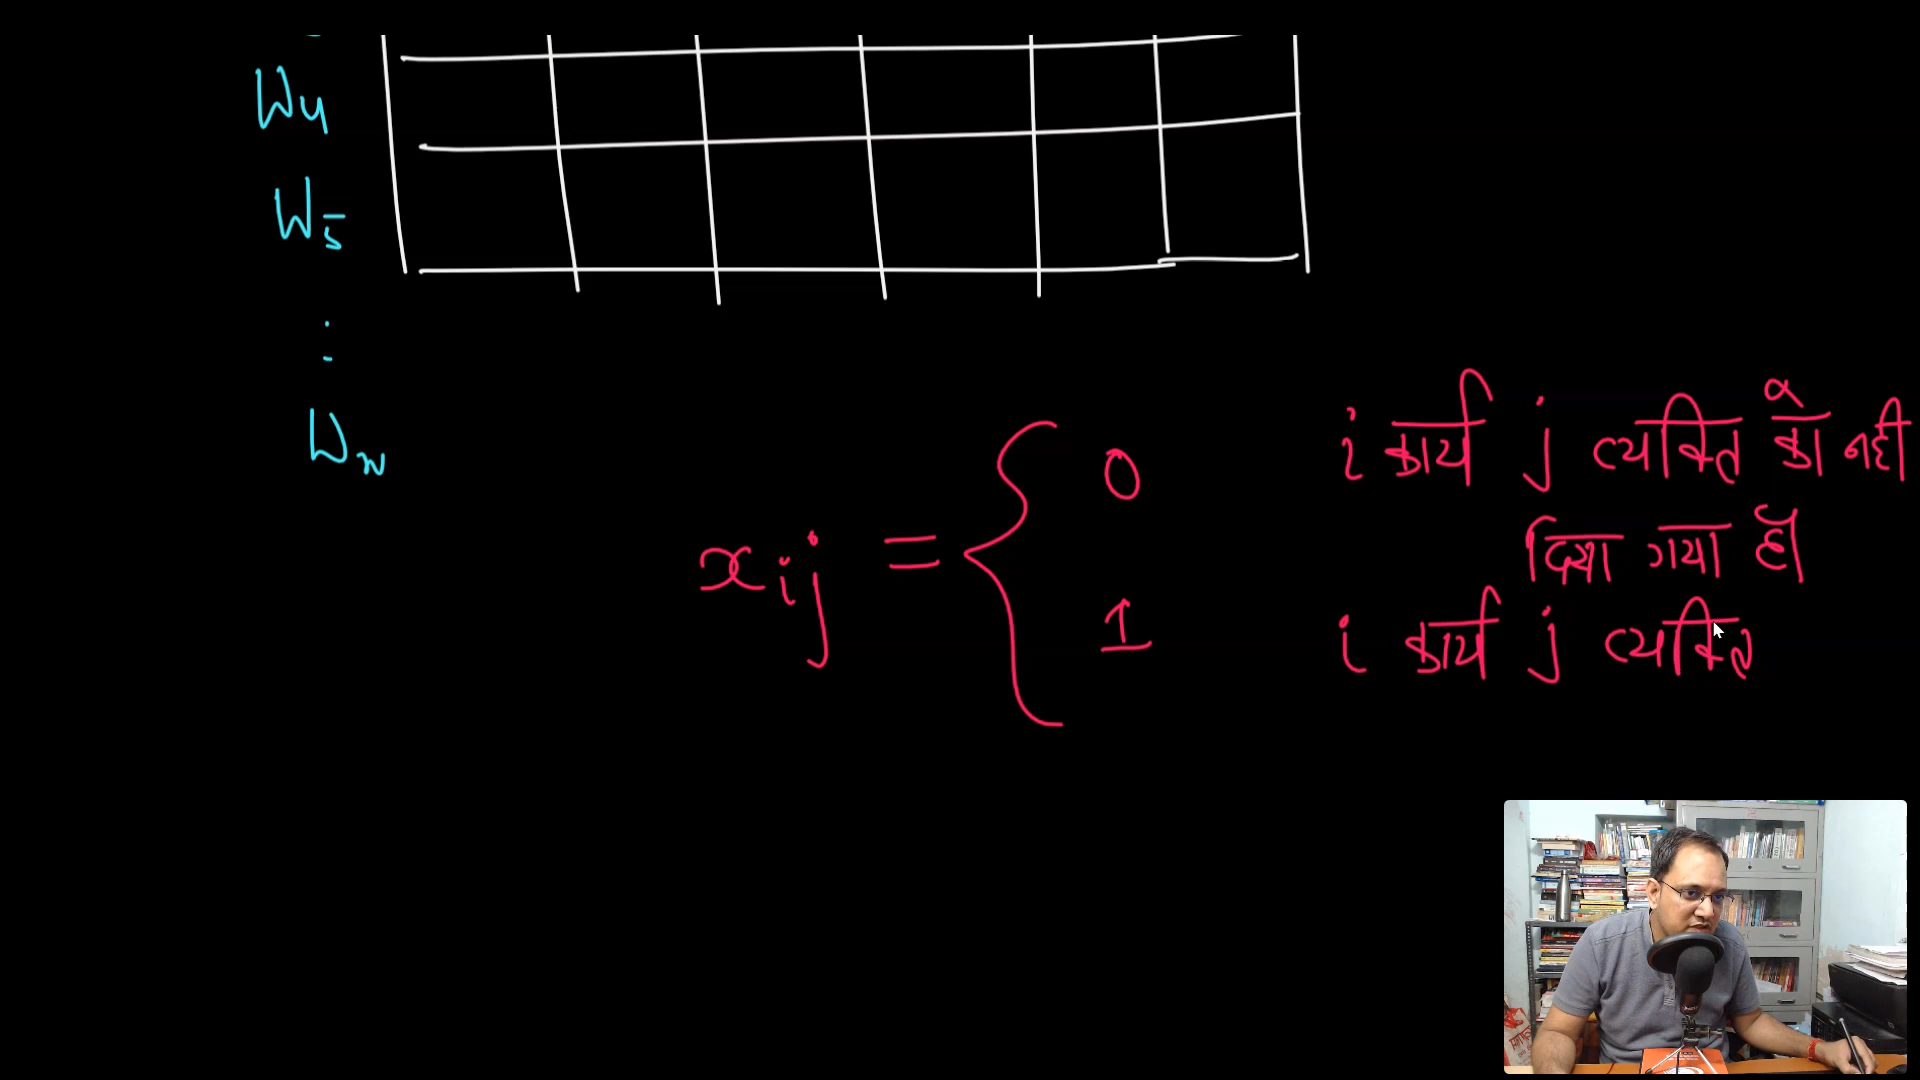 W4
W5
:
Wn
xij = { 0 i कार्य j व्यक्ति को नहीं
दिया गया हो
1 i कार्य j व्यक्ति